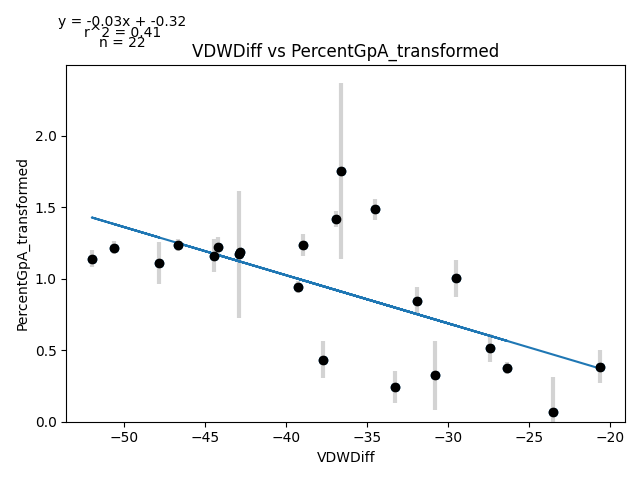 y = -0.03x + -0.32
r^2 = 0.41
n = 22
VDWDiff vs PercentGpA_transformed
PercentGpA_transformed
2.0
1.5
1.0
0.5
0.0
−50 −45 −40 −35 −30 −25 −20
VDWDiff